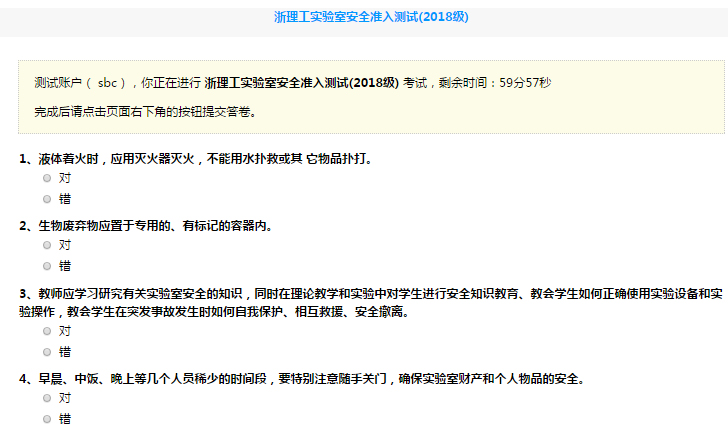 浙理工实验室安全准入测试(2018级)
测试账户（ sbc），你正在进行 浙理工实验室安全准入测试(2018级) 考试，剩余时间：59分57秒
完成后请点击页面右下角的按钮提交答卷。
1、液体着火时，应用灭火器灭火，不能用水扑救或其 它物品扑打。
对
错
2、生物废弃物应置于专用的、有标记的容器内。
对
错
3、教师应学习研究有关实验室安全的知识，同时在理论教学和实验中对学生进行安全知识教育、教会学生如何正确使用实验设备和实
验操作，教会学生在突发事故发生时如何自我保护、相互救援、安全撤离。
对
错
4、早晨、中饭、晚上等几个人员稀少的时间段，要特别注意随手关门，确保实验室财产和个人物品的安全。
对
错